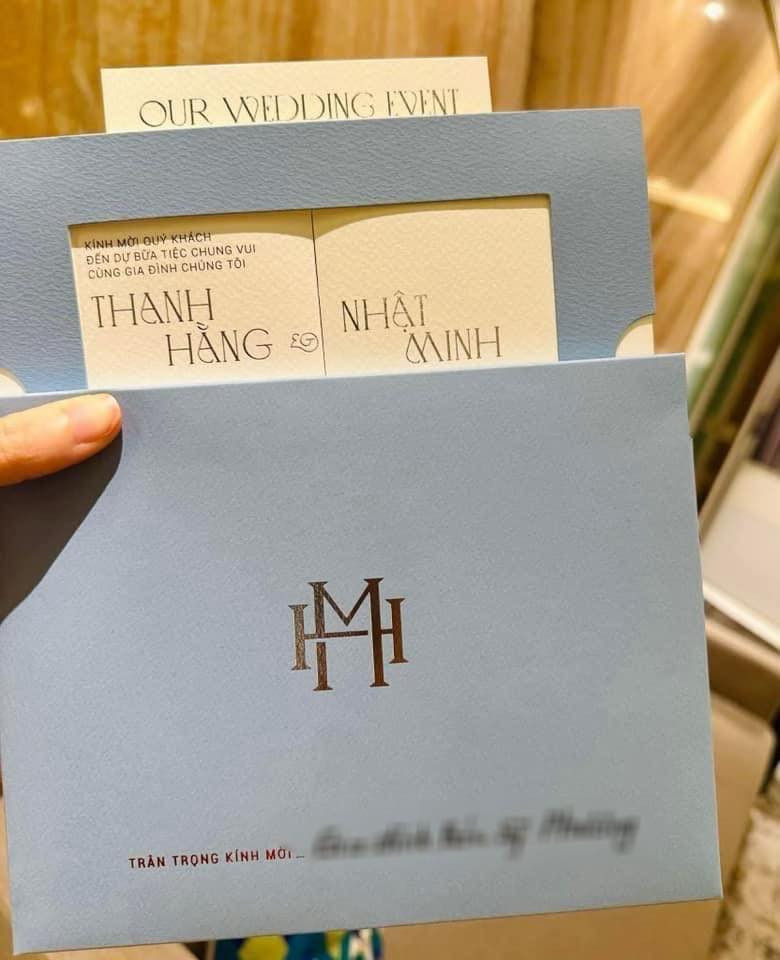 OUR WEDDING EVENT
KÍNH MỜI QUÝ KHÁCH
ĐẾN DỰ BỮA TIỆC CHUNG VUI
CÙNG GIA ĐÌNH CHÚNG TÔI
THANH
HẰNG &
NHẬT
MINH
HMH
TRÂN TRỌNG KÍNH MỜI...